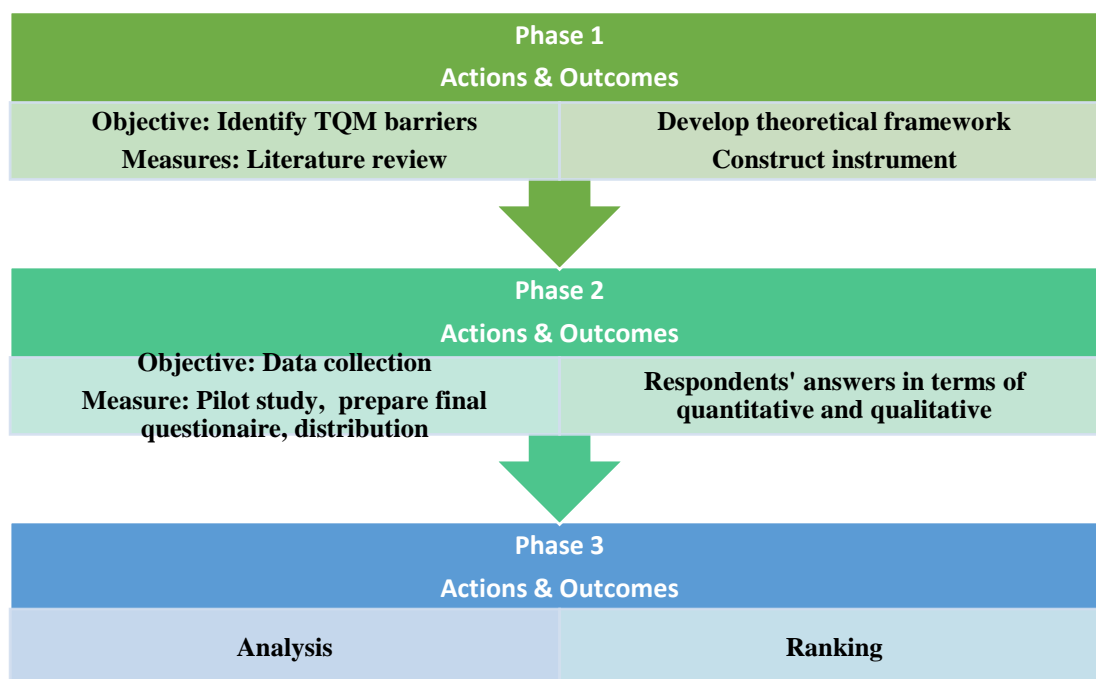 Phase 1
Actions & Outcomes
Objective: Identify TQM barriers
Measures: Literature review
Develop theoretical framework
Construct instrument
Phase 2
Actions & Outcomes
Objective: Data collection
Measure: Pilot study, prepare final
questionaire, distribution
Respondents' answers in terms of
quantitative and qualitative
Phase 3
Actions & Outcomes
Analysis
Ranking